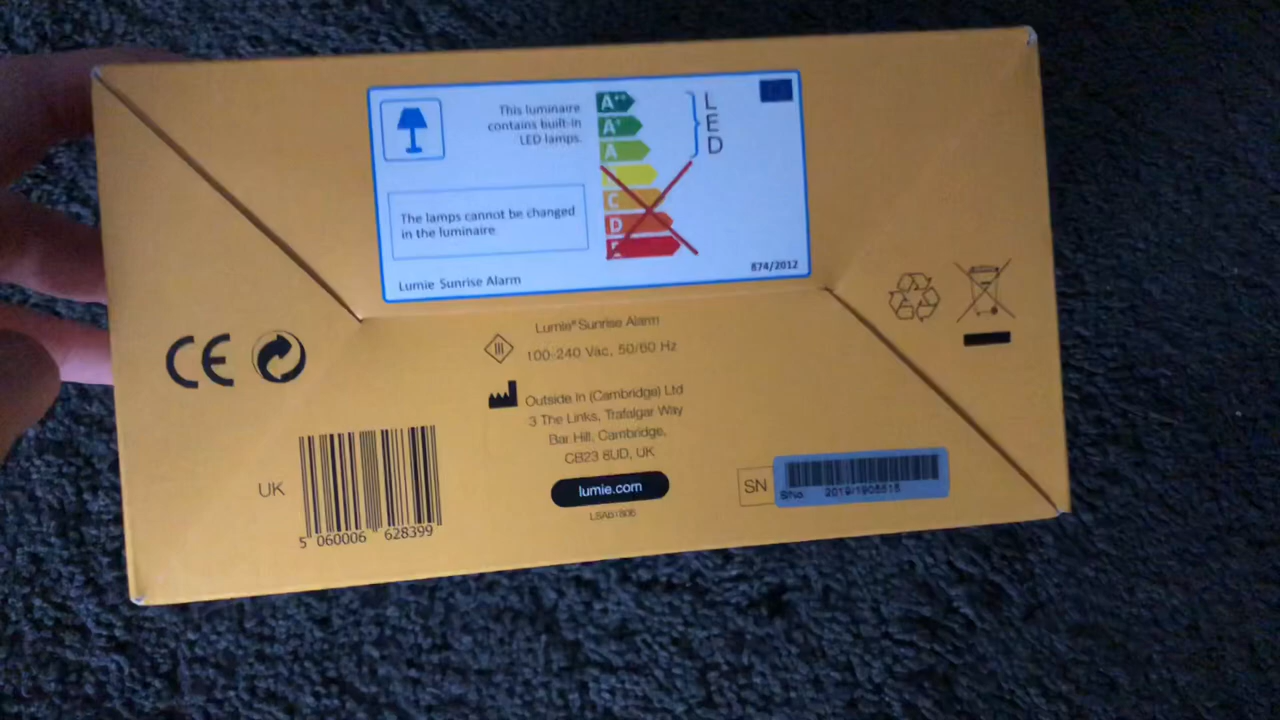 This luminaire
contains built-in
LED lamps.
A++
A+
A
C
D
L
E
D
The lamps cannot be changed
in the luminaire
Lumie Sunrise Alarm
874/2012
CE
Lumie® Sunrise Alarm
III
100-240 Vac, 50/60 Hz
Outside In (Cambridge) Ltd
3 The Links, Trafalgar Way
Bar Hill, Cambridge,
CB23 8UD, UK
lumie.com
UK
5 060006 628399
SN
SNo.